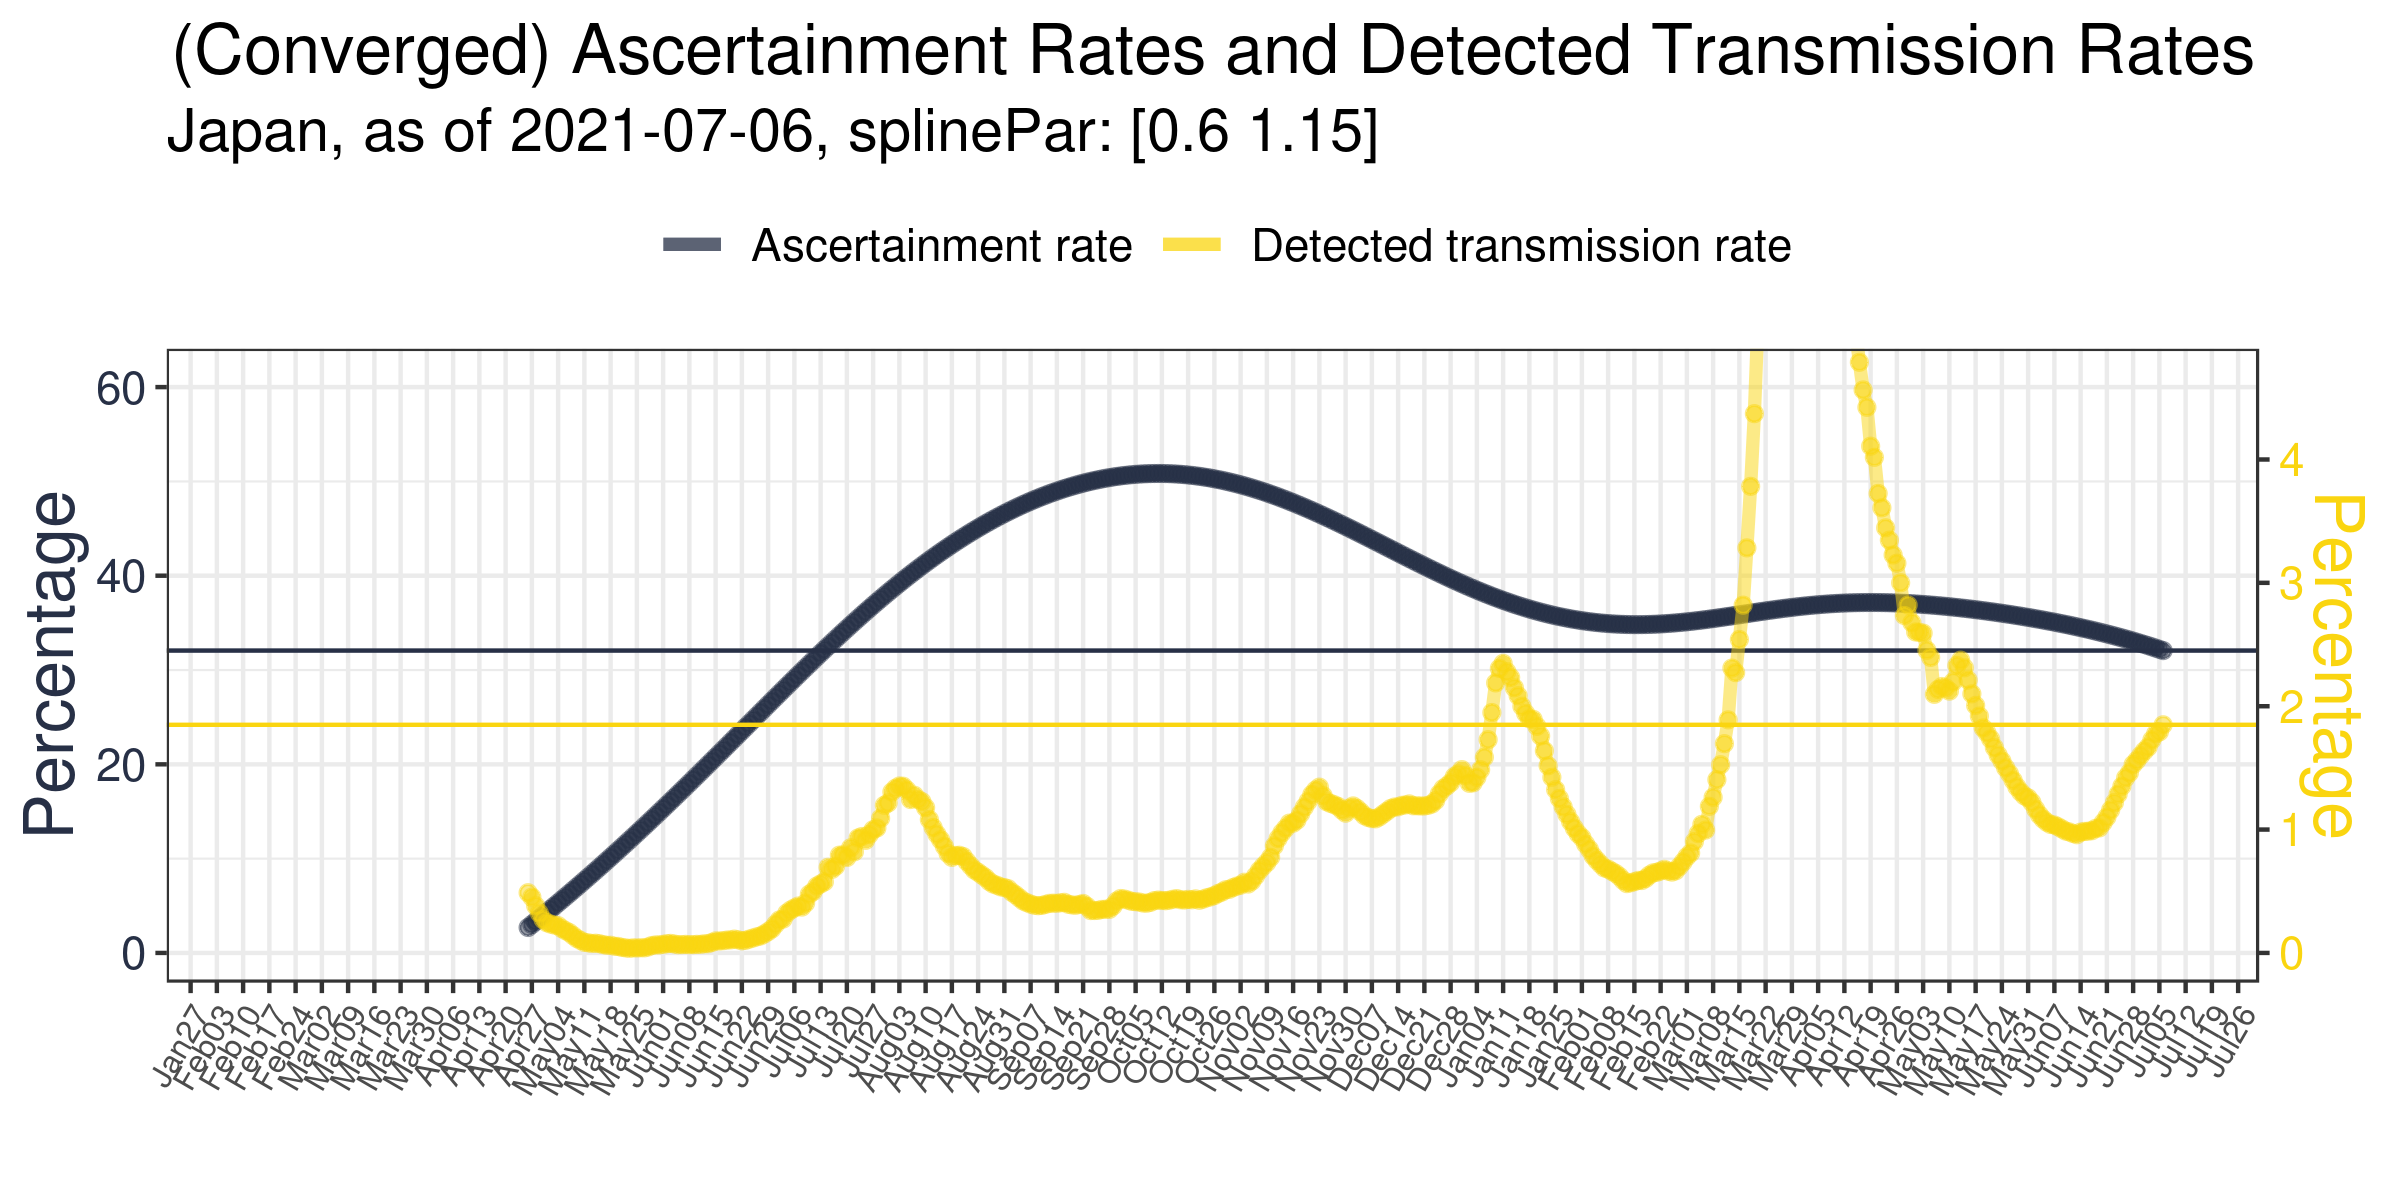 (Converged) Ascertainment Rates and Detected Transmission Rates
Japan, as of 2021-07-06, splinePar: [0.6 1.15]
Ascertainment rate
Detected transmission rate
Percentage
60
40
20
0
4
3
2
1
0
Percentage
Jan27
Feb03
Feb10
Feb17
Feb24
Mar02
Mar09
Mar16
Mar23
Mar30
Apr06
Apr13
Apr20
Apr27
May04
May11
May18
May25
Jun01
Jun08
Jun15
Jun22
Jun29
Jul06
Jul13
Jul20
Jul27
Aug03
Aug10
Aug17
Aug24
Aug31
Sep07
Sep14
Sep21
Sep28
Oct05
Oct12
Oct19
Oct26
Nov02
Nov09
Nov16
Nov23
Nov30
Dec07
Dec14
Dec21
Dec28
Jan04
Jan11
Jan18
Jan25
Feb01
Feb08
Feb15
Feb22
Mar01
Mar08
Mar15
Mar22
Mar29
Apr05
Apr12
Apr19
Apr26
May03
May10
May17
May24
May31
Jun07
Jun14
Jun21
Jun28
Jul05
Jul12
Jul19
Jul26